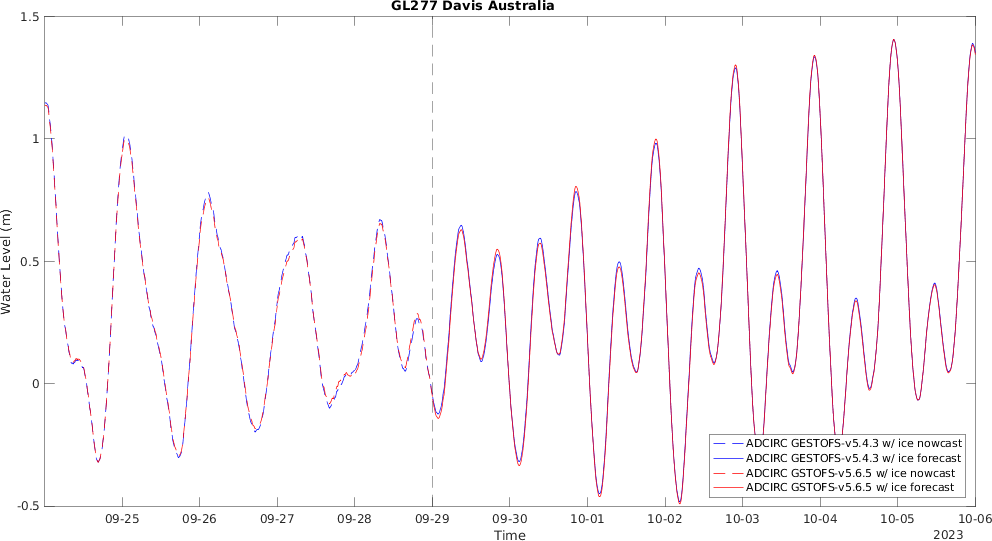 GL277 Davis Australia
1.5
1
0.5
0
-0.5
Water Level (m)
09-25 09-26 09-27 09-28 09-29 09-30 10-01 10-02 10-03 10-04 10-05 10-06
Time
2023
ADCIRC GESTOFS-v5.4.3 w/ ice nowcast
ADCIRC GESTOFS-v5.4.3 w/ ice forecast
ADCIRC GSTOFS-v5.6.5 w/ ice nowcast
ADCIRC GSTOFS-v5.6.5 w/ ice forecast